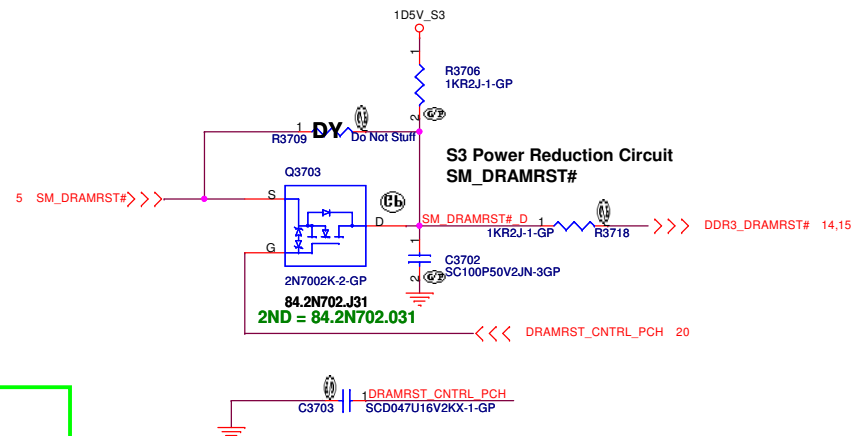 1D5V_S3
1
R3706
1KR2J-1-GP
2
1
R3709
DY
Do Not Stuff
S3 Power Reduction Circuit
SM_DRAMRST#
Q3703
5 SM_DRAMRST#
S
D
G
SM_DRAMRST#_D
1
1KR2J-1-GP
R3718
DDR3_DRAMRST# 14,15
1
C3702
SC100P50V2JN-3GP
2
2N7002K-2-GP
84.2N702.J31
2ND = 84.2N702.031
DRAMRST_CNTRL_PCH 20
1
DRAMRST_CNTRL_PCH
C3703
SCD047U16V2KX-1-GP